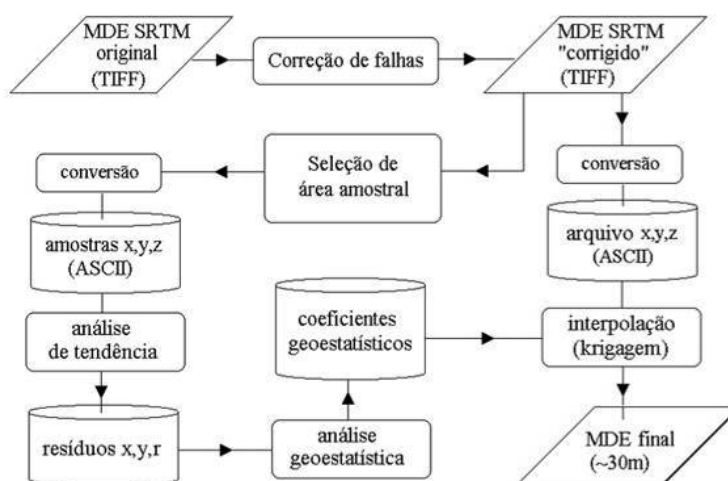 MDE SRTM
original
(TIFF)
Correção de falhas
MDE SRTM
"corrigido"
(TIFF)
conversão
Seleção de
área amostral
conversão
amostras x,y,z
(ASCII)
arquivo x,y,z
(ASCII)
análise
de tendência
coeficientes
geoestatísticos
interpolação
(krigagem)
resíduos x,y,r
análise
geoestatística
MDE final
(~30m)